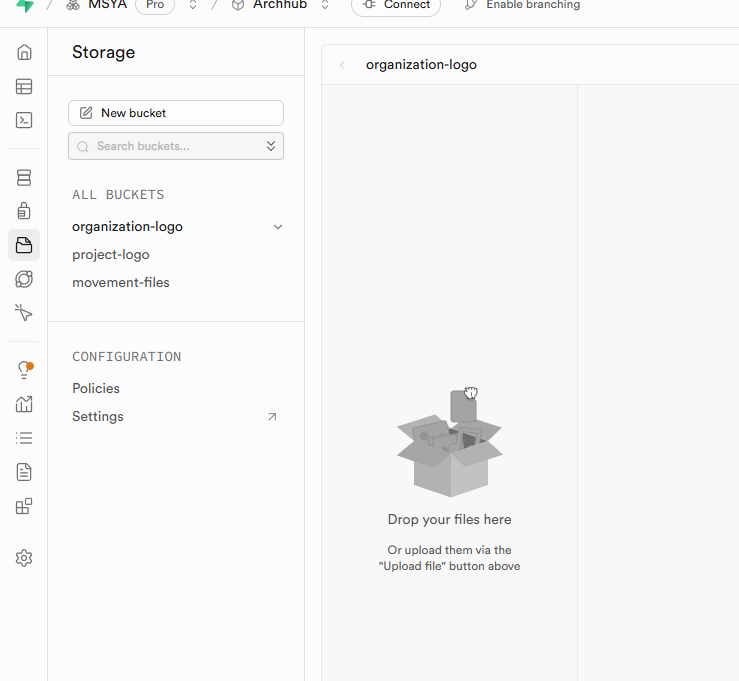 MSYA Pro Archhub Connect Enable branching
Storage
organization-logo
New bucket
Search buckets...
ALL BUCKETS
organization-logo
project-logo
movement-files
CONFIGURATION
Policies
Settings
Drop your files here
Or upload them via the
"Upload file" button above